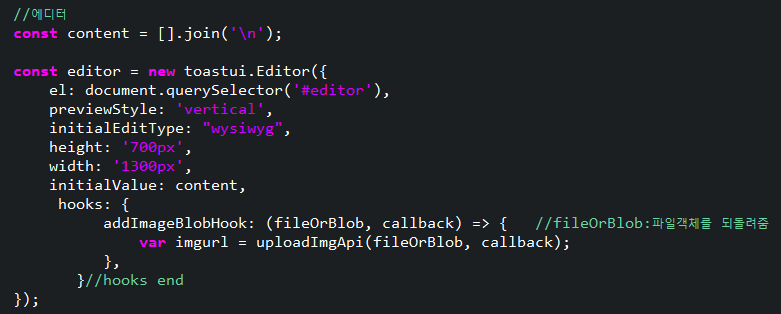 //에디터
const content = [].join('\n');
const editor = new toastui.Editor({
el: document.querySelector('#editor'),
previewStyle: 'vertical',
initialEditType: "wysiwyg",
height: '700px',
width: '1300px',
initialValue: content,
hooks: {
addImageBlobHook: (fileOrBlob, callback) => { //fileOrBlob:파일객체를 되돌려줌
var imgurl = uploadImgApi(fileOrBlob, callback);
},
}//hooks end
});